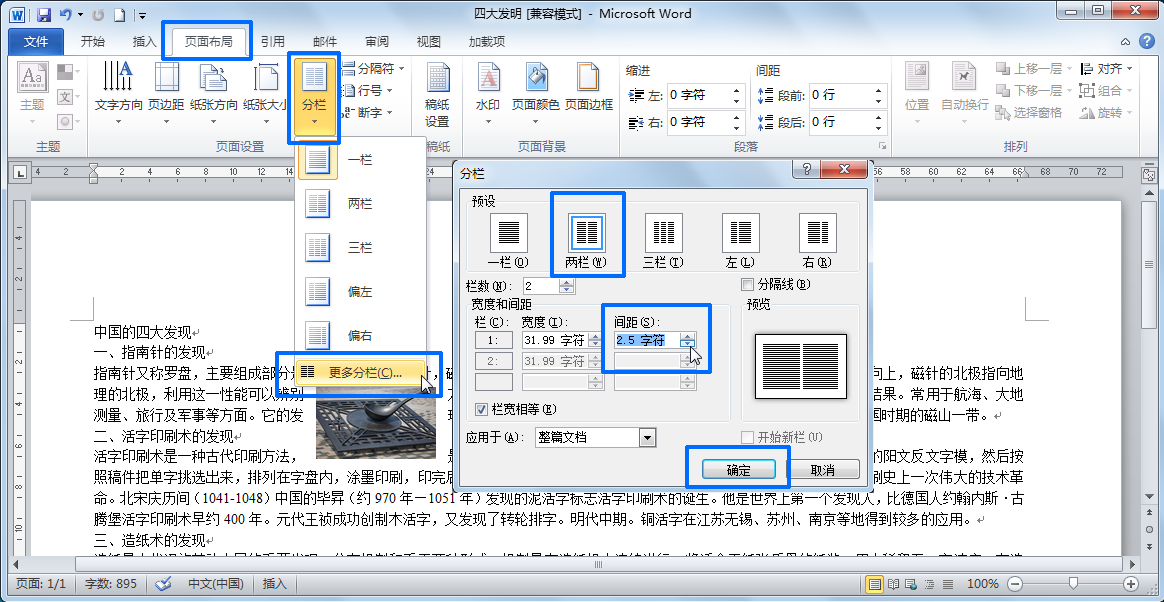 四大发明 [兼容模式] - Microsoft Word
文件 开始 插入 页面布局 引用 邮件 审阅 视图 加载项
主题
主题
文字方向 页边距 纸张方向 纸张大小 分栏
分隔符
行号
断字
页面设置
稿纸
设置
稿纸
水印 页面颜色 页面边框
页面背景
缩进 间距
左: 0 字符 段前: 0 行
右: 0 字符 段后: 0 行
段落
位置 自动换行
上移一层 对齐
下移一层 组合
选择窗格 旋转
排列
一栏
两栏
三栏
偏左
偏右
更多分栏(C)...
分栏
预设
一栏(O) 两栏(W) 三栏(T) 左(L) 右(R)
栏数(N): 2 分隔线(B)
宽度和间距 预览
栏(C): 宽度(I): 间距(S):
1: 31.99 字符 2.5 字符
2: 31.99 字符
栏宽相等(E)
应用于(A): 整篇文档 开始新栏(U)
确定 取消
中国的四大发现
一、指南针的发现
指南针又称罗盘，主要组成部分 向上，磁针的北极指向地
理的北极，利用这一性能可以辨别 结果。常用于航海、大地
测量、旅行及军事等方面。它的发 国时期的磁山一带。
二、活字印刷术的发现
活字印刷术是一种古代印刷方法， 的阳文反文字模，然后按
照稿件把单字挑选出来，排列在字盘内，涂墨印刷，印完 刷史上一次伟大的技术革
命。北宋庆历间（1041-1048）中国的毕昇（约 970 年－1051 年）发现的泥活字标志活字印刷术的诞生。他是世界上第一个发现人，比德国人约翰内斯·古
腾堡活字印刷术早约 400 年。元代王祯成功创制木活字，又发现了转轮排字。明代中期。铜活字在江苏无锡、苏州、南京等地得到较多的应用。
三、造纸术的发现
页面: 1/1 字数: 895 中文(中国) 插入 100%